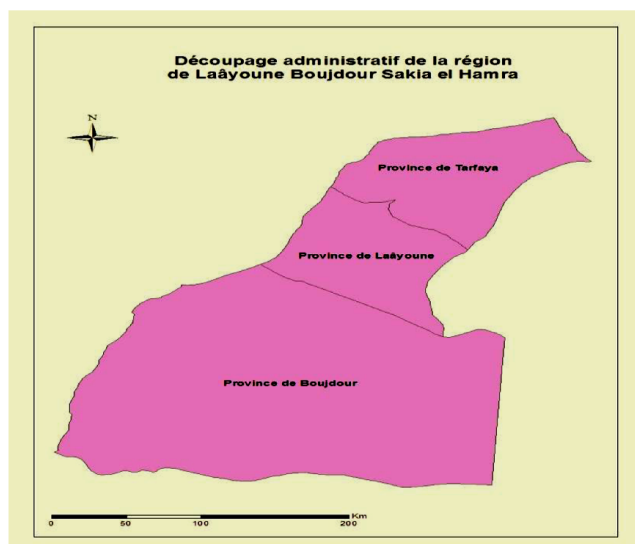 Découpage administratif de la région
de Laâyoune Boujdour Sakia el Hamra
N
Province de Tarfaya
Province de Laâyoune
Province de Boujdour
Km
0 50 100 200